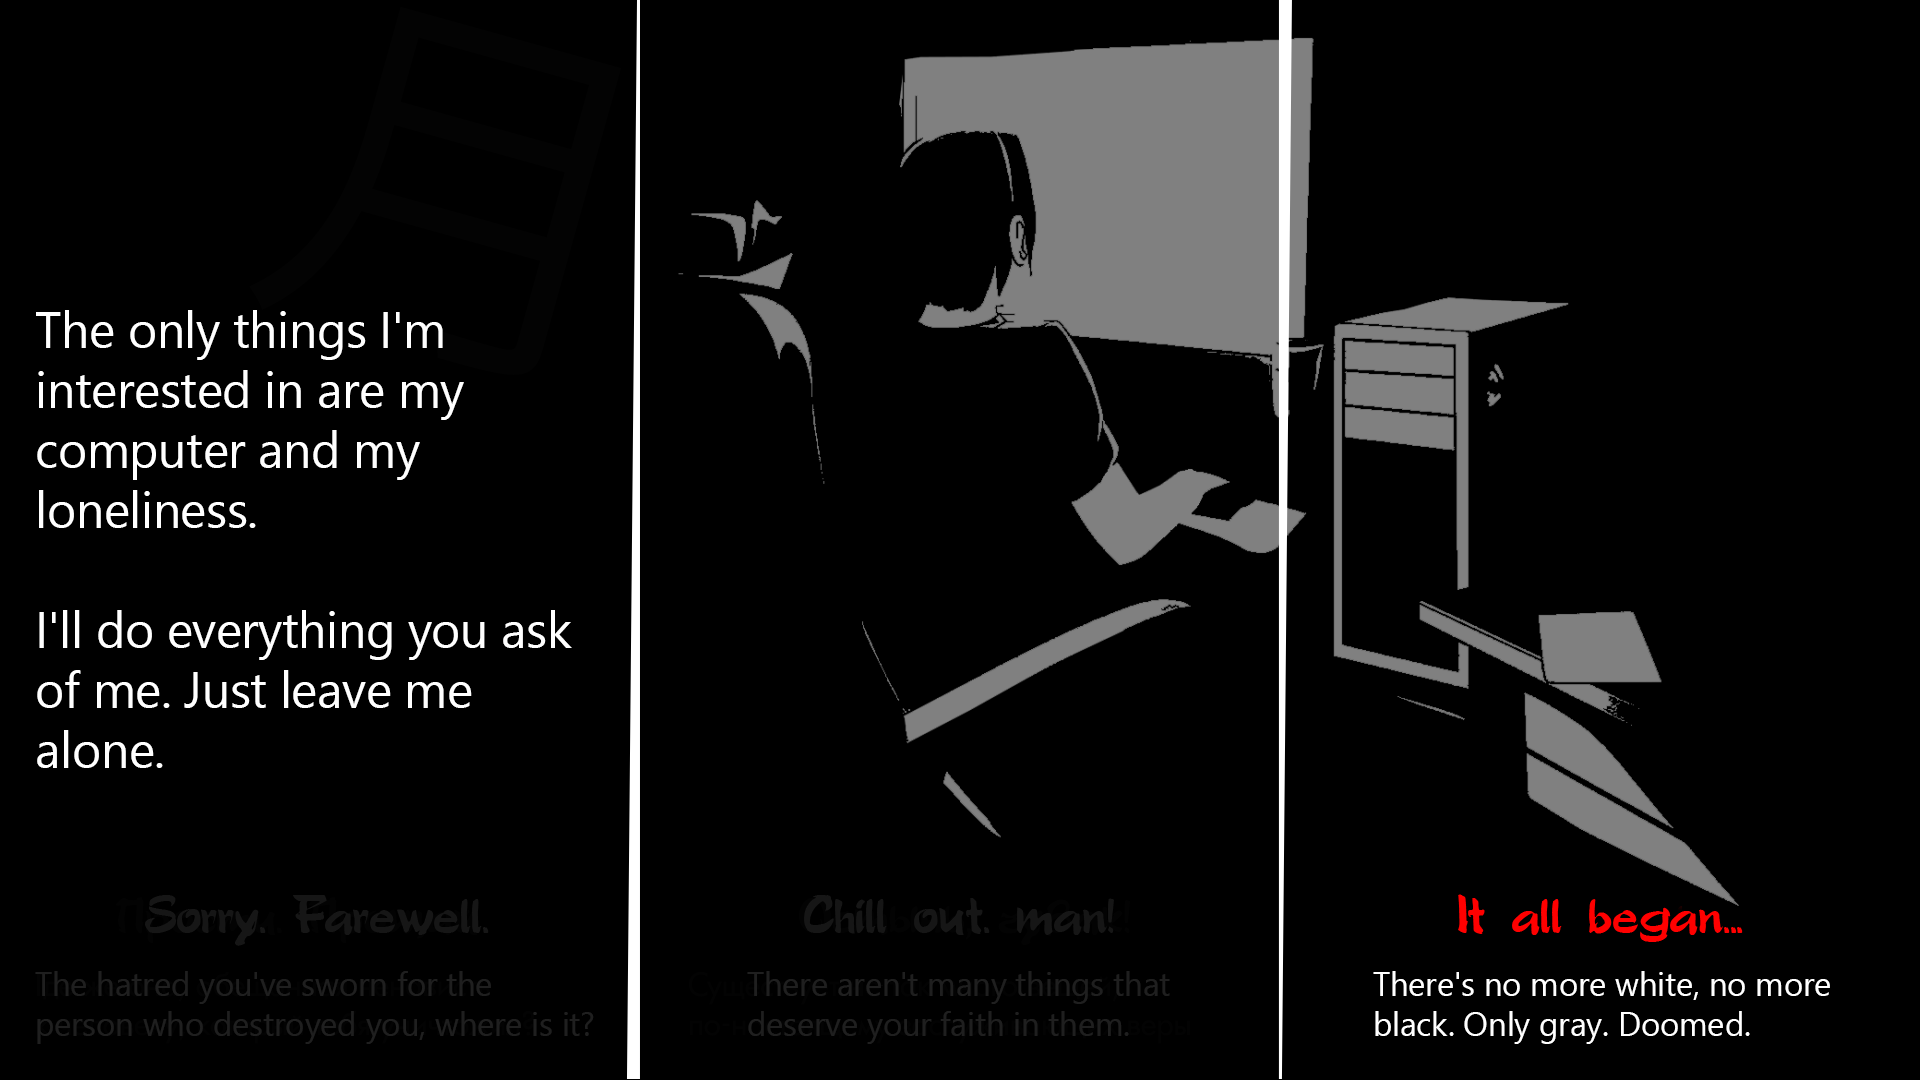 月
The only things I'm
interested in are my
computer and my
loneliness.
I'll do everything you ask
of me. Just leave me
alone.
Sorry. Farewell.
The hatred you've sworn for the
person who destroyed you, where is it?
Chill out. man!
There aren't many things that
deserve your faith in them.
It all began...
There's no more white, no more
black. Only gray. Doomed.